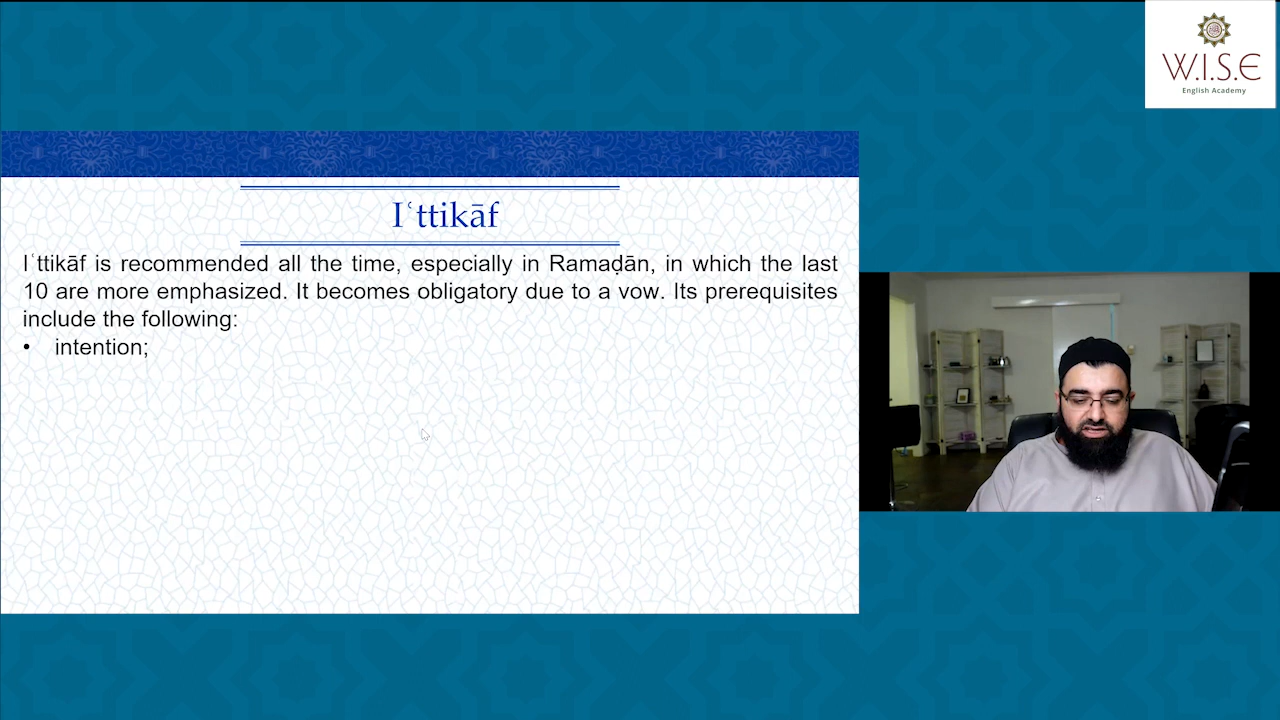 W.I.S.E
English Academy
Iʿttikāf
Iʿttikāf is recommended all the time, especially in Ramaḍān, in which the last
10 are more emphasized. It becomes obligatory due to a vow. Its prerequisites
include the following:
• intention;